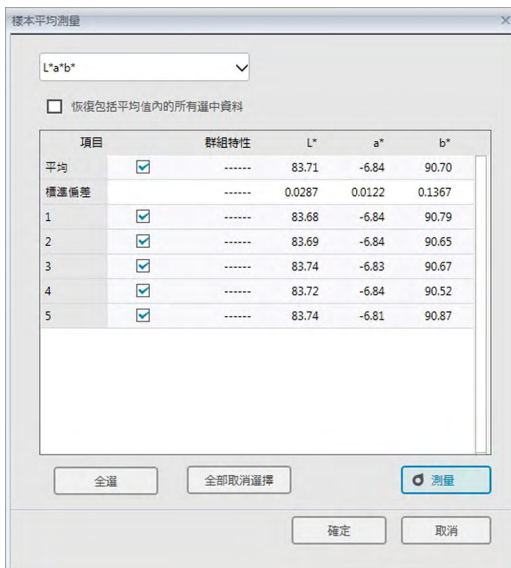 樣本平均測量
L*a*b*
恢復包括平均值內的所有選中資料
項目 群組特性 L* a* b*
平均 ------ 83.71 -6.84 90.70
標準偏差 ------ 0.0287 0.0122 0.1367
1 ------ 83.68 -6.84 90.79
2 ------ 83.69 -6.84 90.65
3 ------ 83.74 -6.83 90.67
4 ------ 83.72 -6.84 90.52
5 ------ 83.74 -6.81 90.87
全選 全部取消選擇 測量
確定 取消